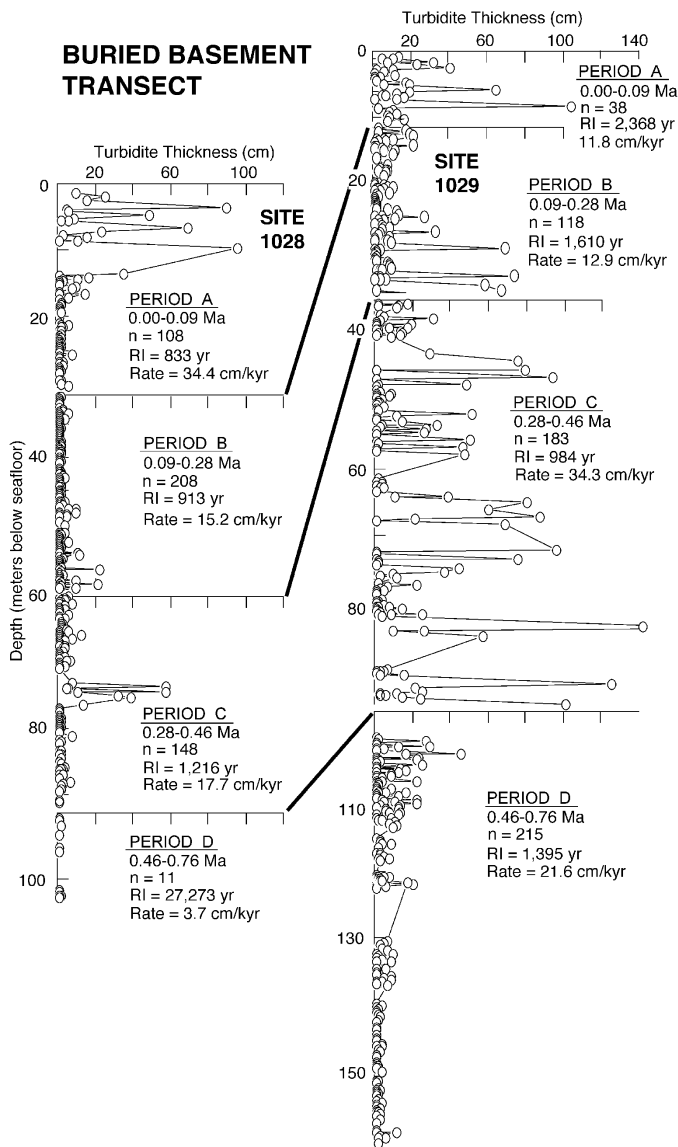 BURIED BASEMENT
TRANSECT
Turbidite Thickness (cm)
20 60 100
0
20
40
60
80
100
Depth (meters below seafloor)
SITE
1028
PERIOD A
0.00-0.09 Ma
n = 108
RI = 833 yr
Rate = 34.4 cm/kyr
PERIOD B
0.09-0.28 Ma
n = 208
RI = 913 yr
Rate = 15.2 cm/kyr
PERIOD C
0.28-0.46 Ma
n = 148
RI = 1,216 yr
Rate = 17.7 cm/kyr
PERIOD D
0.46-0.76 Ma
n = 11
RI = 27,273 yr
Rate = 3.7 cm/kyr
Turbidite Thickness (cm)
20 60 100 140
0
20
40
60
80
110
130
150
SITE
1029
PERIOD A
0.00-0.09 Ma
n = 38
RI = 2,368 yr
11.8 cm/kyr
PERIOD B
0.09-0.28 Ma
n = 118
RI = 1,610 yr
Rate = 12.9 cm/kyr
PERIOD C
0.28-0.46 Ma
n = 183
RI = 984 yr
Rate = 34.3 cm/kyr
PERIOD D
0.46-0.76 Ma
n = 215
RI = 1,395 yr
Rate = 21.6 cm/kyr